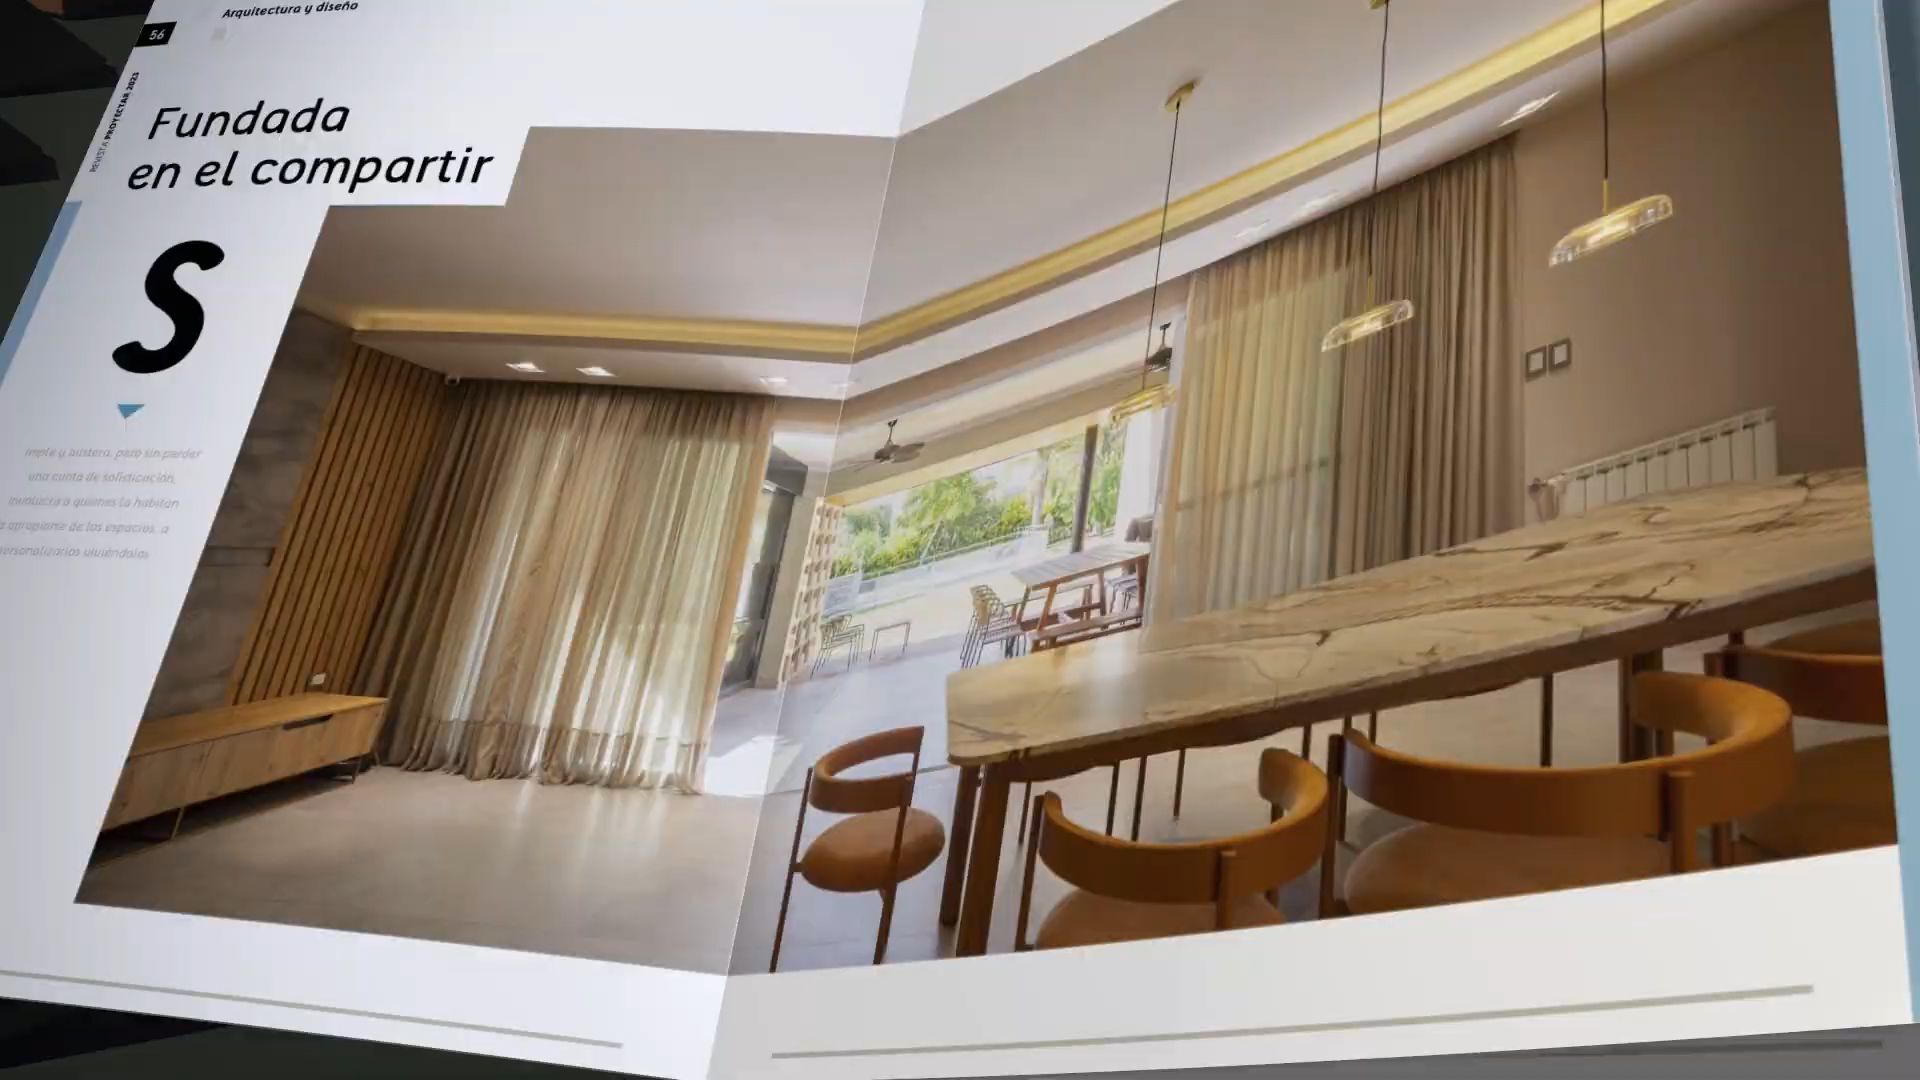 Arquitectura y diseño
56
REVISTA PROYECTAR 2023
Fundada
en el compartir
S
imple y austera, pero sin perder
una cuota de sofisticación,
involucra a quienes la habitan
a apropiarse de los espacios, a
personalizarlos viviéndolos